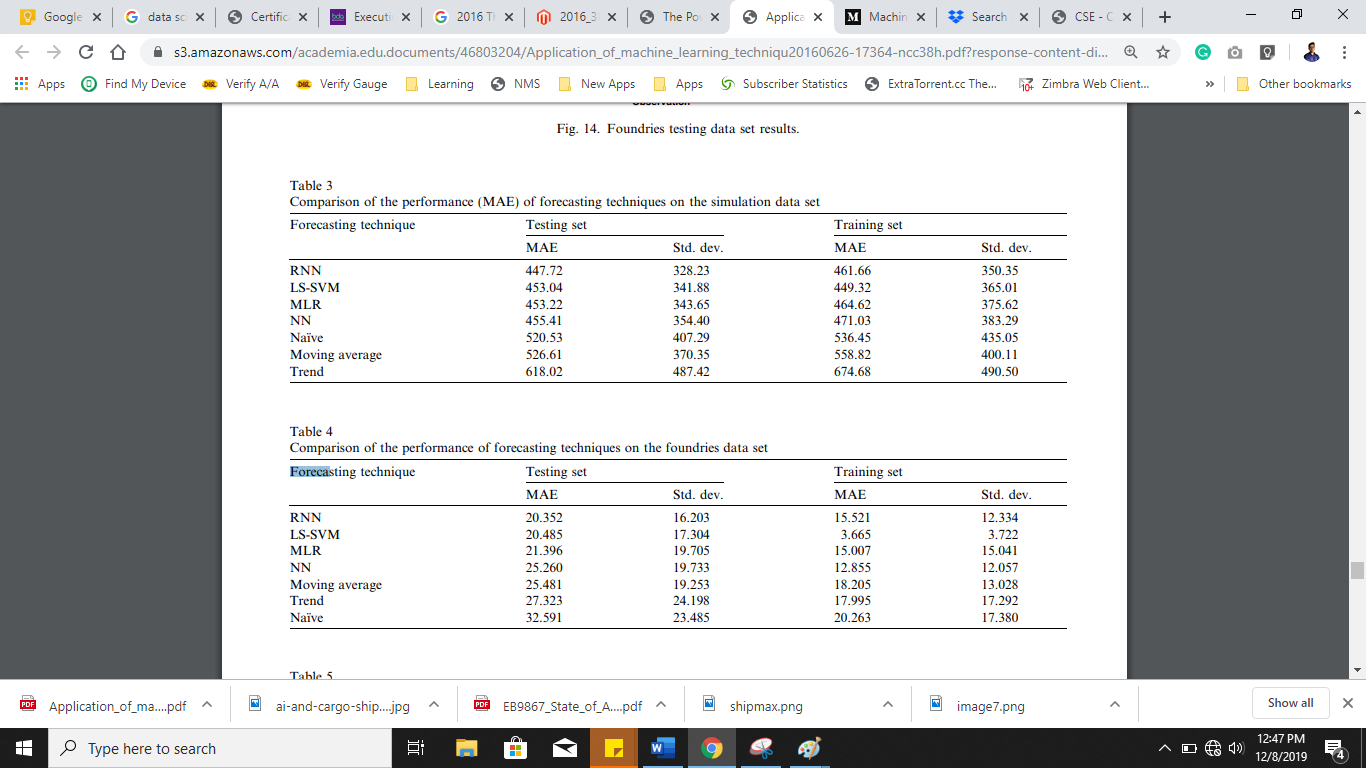 Google
data sc
Certific
Executi
2016 Th
2016_3
The Po
Applica
Machin
Search
CSE - C
s3.amazonaws.com/academia.edu.documents/46803204/Application_of_machine_learning_techniqu20160626-17364-ncc38h.pdf?response-content-di...
Apps Find My Device Verify A/A Verify Gauge Learning NMS New Apps Apps Subscriber Statistics ExtraTorrent.cc The... Zimbra Web Client... » Other bookmarks
Observation
Fig. 14. Foundries testing data set results.
Table 3
Comparison of the performance (MAE) of forecasting techniques on the simulation data set
Forecasting technique Testing set Training set
MAE Std. dev. MAE Std. dev.
RNN 447.72 328.23 461.66 350.35
LS-SVM 453.04 341.88 449.32 365.01
MLR 453.22 343.65 464.62 375.62
NN 455.41 354.40 471.03 383.29
Naïve 520.53 407.29 536.45 435.05
Moving average 526.61 370.35 558.82 400.11
Trend 618.02 487.42 674.68 490.50
Table 4
Comparison of the performance of forecasting techniques on the foundries data set
Forecasting technique Testing set Training set
MAE Std. dev. MAE Std. dev.
RNN 20.352 16.203 15.521 12.334
LS-SVM 20.485 17.304 3.665 3.722
MLR 21.396 19.705 15.007 15.041
NN 25.260 19.733 12.855 12.057
Moving average 25.481 19.253 18.205 13.028
Trend 27.323 24.198 17.995 17.292
Naïve 32.591 23.485 20.263 17.380
Table 5
Application_of_ma....pdf ai-and-cargo-ship....jpg EB9867_State_of_A....pdf shipmax.png image7.png Show all
Type here to search
12:47 PM
12/8/2019
4